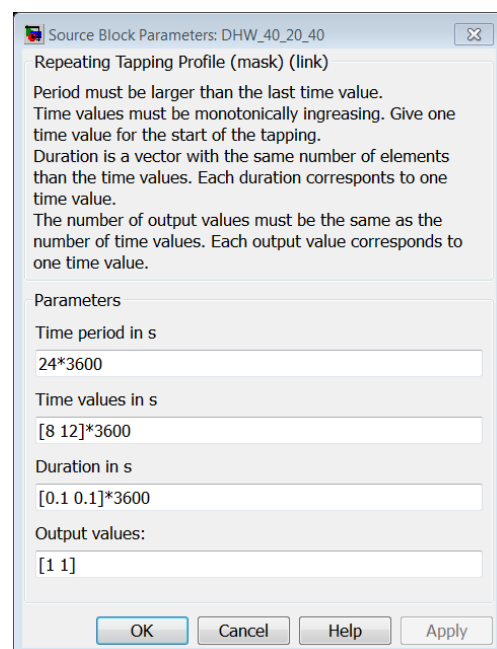 Source Block Parameters: DHW_40_20_40
Repeating Tapping Profile (mask) (link)
Period must be larger than the last time value.
Time values must be monotonically ingreasing. Give one
time value for the start of the tapping.
Duration is a vector with the same number of elements
than the time values. Each duration corresponts to one
time value.
The number of output values must be the same as the
number of time values. Each output value corresponds to
one time value.
Parameters
Time period in s
24*3600
Time values in s
[8 12]*3600
Duration in s
[0.1 0.1]*3600
Output values:
[1 1]
OK Cancel Help Apply